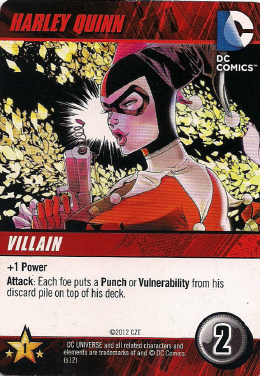 HARLEY QUINN
DC
DC COMICS™
VILLAIN
+1 Power
Attack: Each foe puts a Punch or Vulnerability from his
discard pile on top of his deck.
©2012 CZE
DC UNIVERSE and all related characters and
elements are trademarks of and © DC Comics.
(s12)
1
2